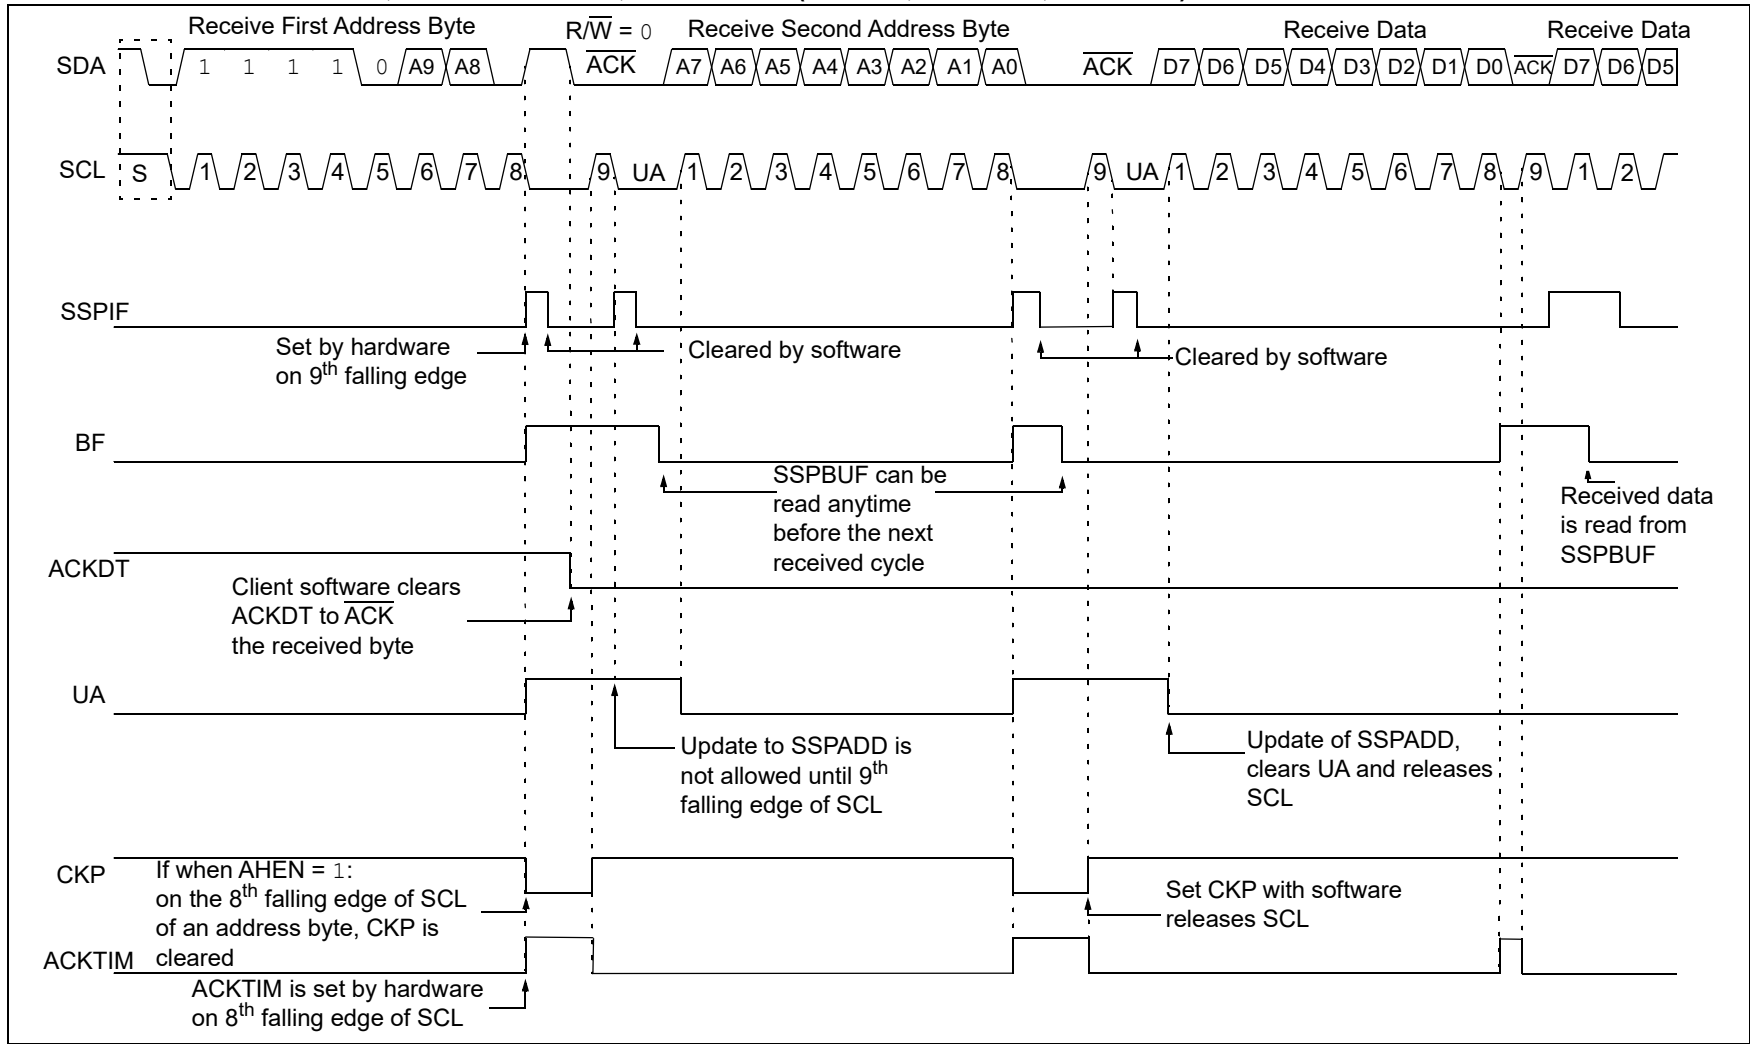 Receive First Address Byte
R/W = 0
Receive Second Address Byte
Receive Data
Receive Data
SDA
1 1 1 1 0 A9 A8
ACK
A7 A6 A5 A4 A3 A2 A1 A0
ACK
D7 D6 D5 D4 D3 D2 D1 D0
ACK
D7 D6 D5
SCL
S 1 2 3 4 5 6 7 8 9 UA 1 2 3 4 5 6 7 8 9 UA 1 2 3 4 5 6 7 8 9 1 2
SSPIF
Set by hardware
on 9th falling edge
Cleared by software
Cleared by software
BF
SSPBUF can be
read anytime
before the next
received cycle
Received data
is read from
SSPBUF
ACKDT
Client software clears
ACKDT to ACK
the received byte
UA
Update to SSPADD is
not allowed until 9th
falling edge of SCL
Update of SSPADD,
clears UA and releases
SCL
CKP
If when AHEN = 1:
on the 8th falling edge of SCL
of an address byte, CKP is
cleared
Set CKP with software
releases SCL
ACKTIM
ACKTIM is set by hardware
on 8th falling edge of SCL